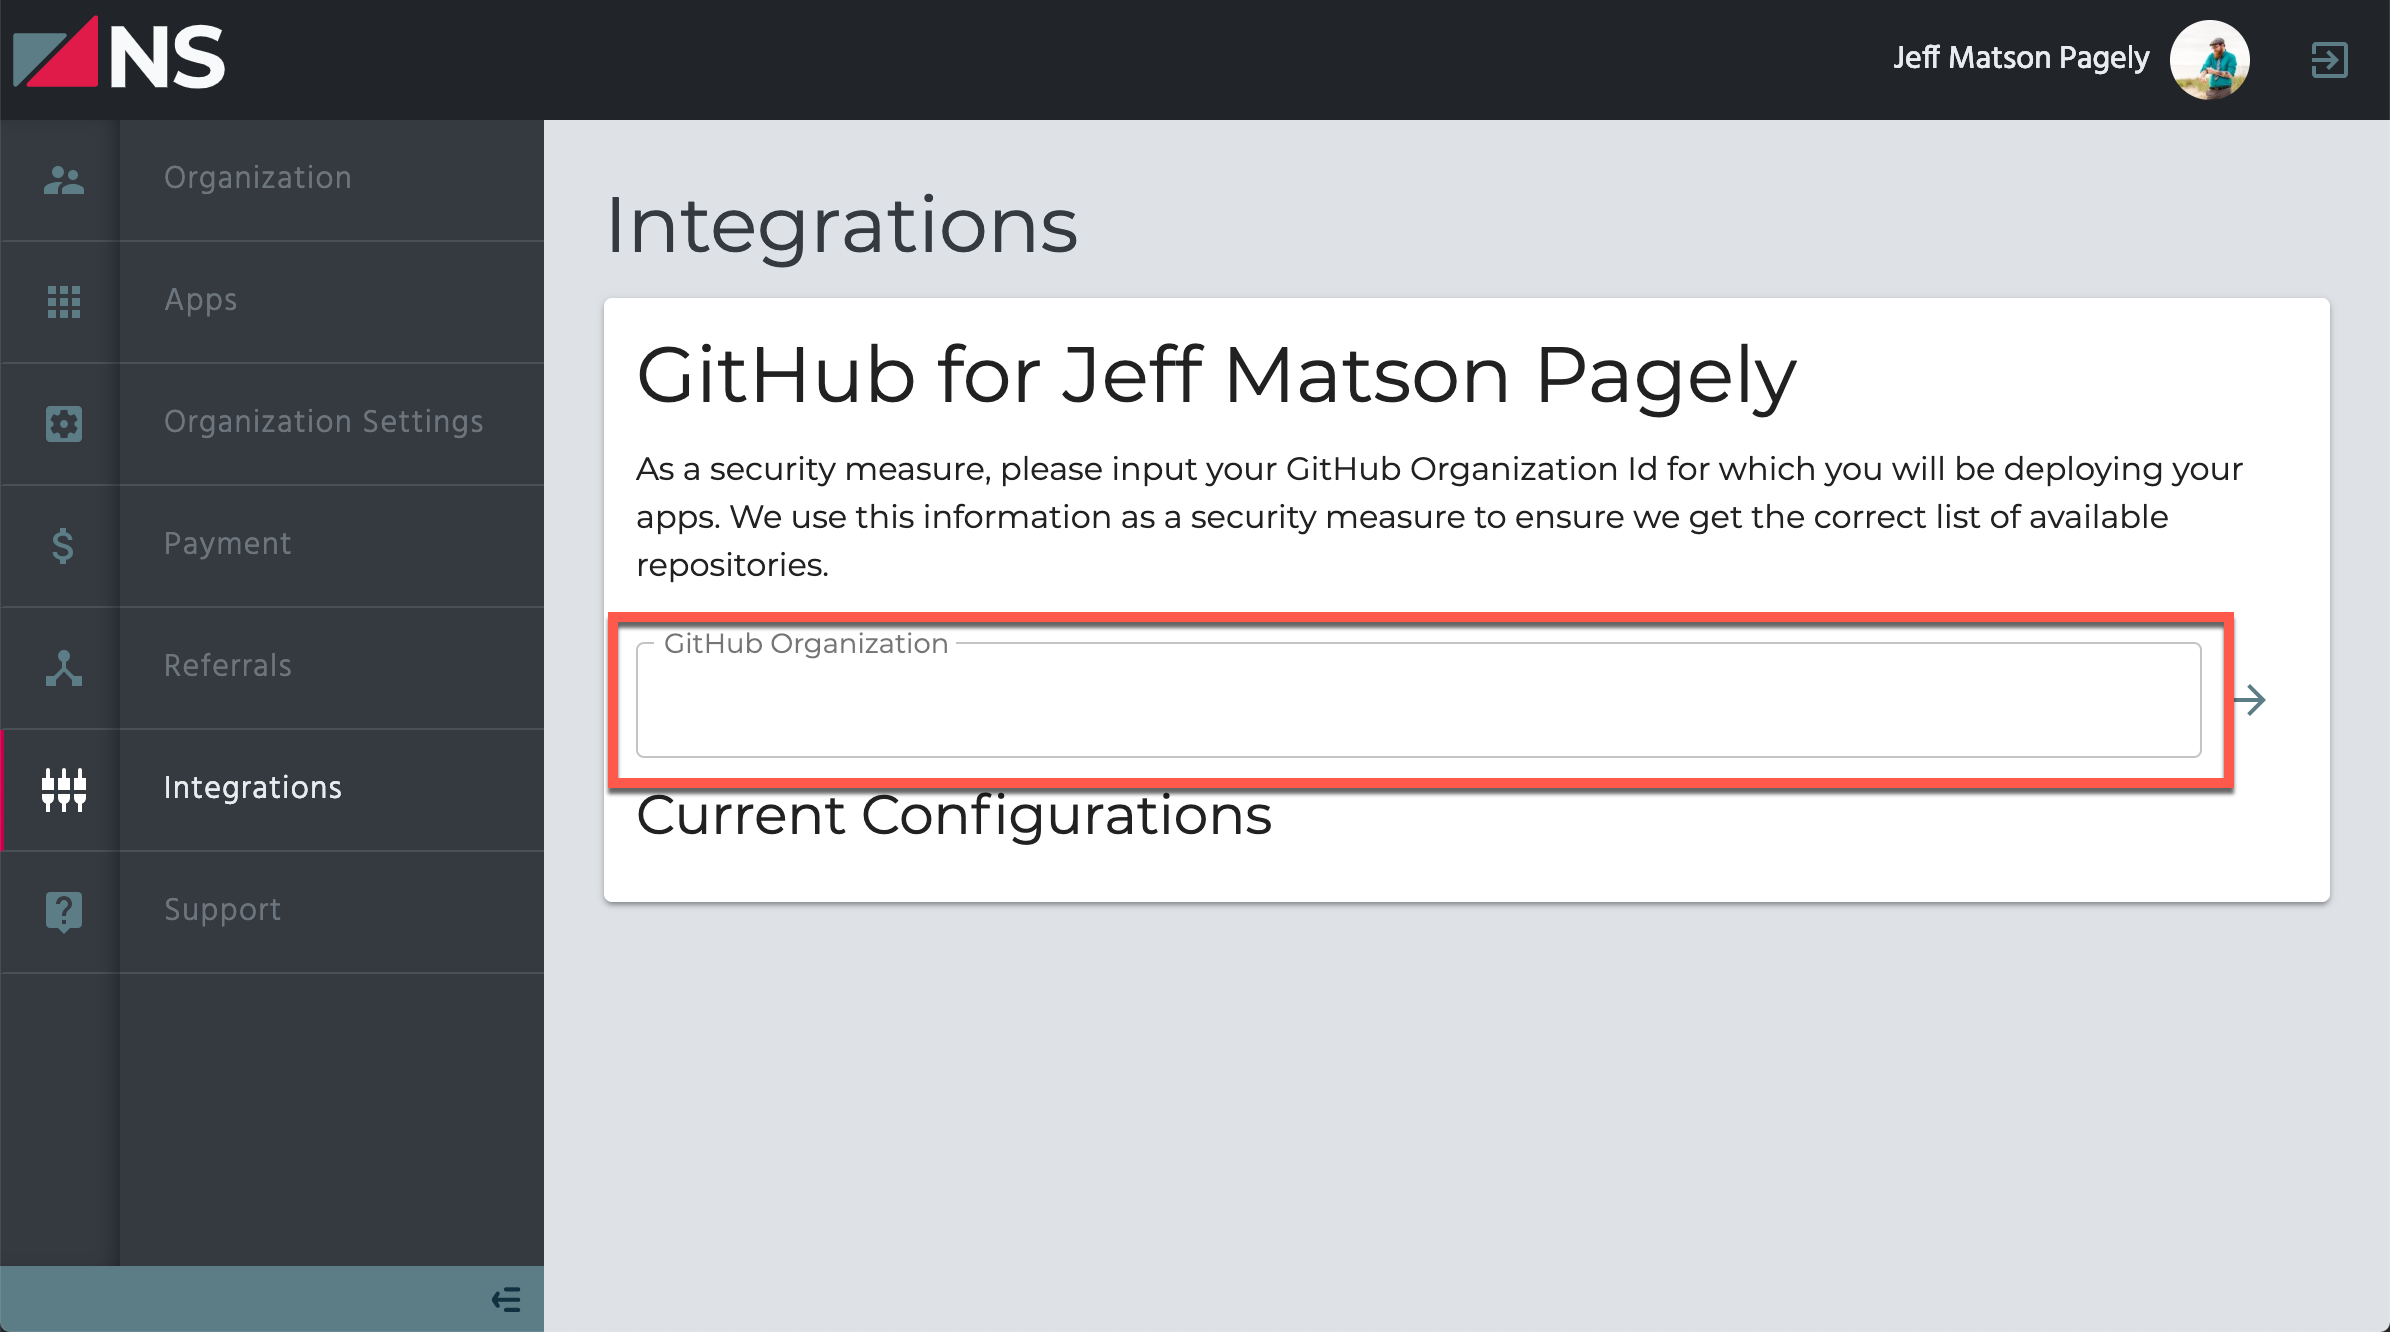 NS
Jeff Matson Pagely
Organization
Apps
Organization Settings
Payment
Referrals
Integrations
Support
Integrations
GitHub for Jeff Matson Pagely
As a security measure, please input your GitHub Organization Id for which you will be deploying your
apps. We use this information as a security measure to ensure we get the correct list of available
repositories.
GitHub Organization
Current Configurations